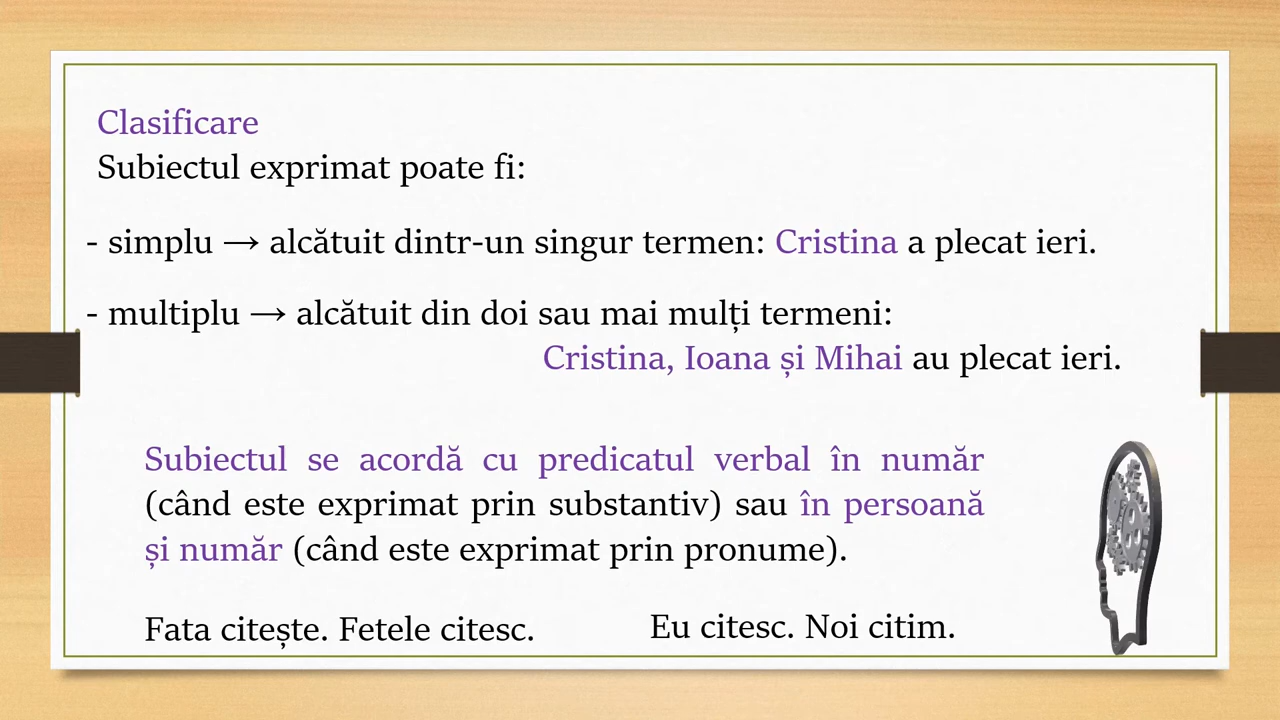 Clasificare
Subiectul exprimat poate fi:
- simplu → alcătuit dintr-un singur termen: Cristina a plecat ieri.
- multiplu → alcătuit din doi sau mai mulți termeni:
Cristina, Ioana și Mihai au plecat ieri.
Subiectul se acordă cu predicatul verbal în număr
(când este exprimat prin substantiv) sau în persoană
și număr (când este exprimat prin pronume).
Fata citește. Fetele citesc.
Eu citesc. Noi citim.